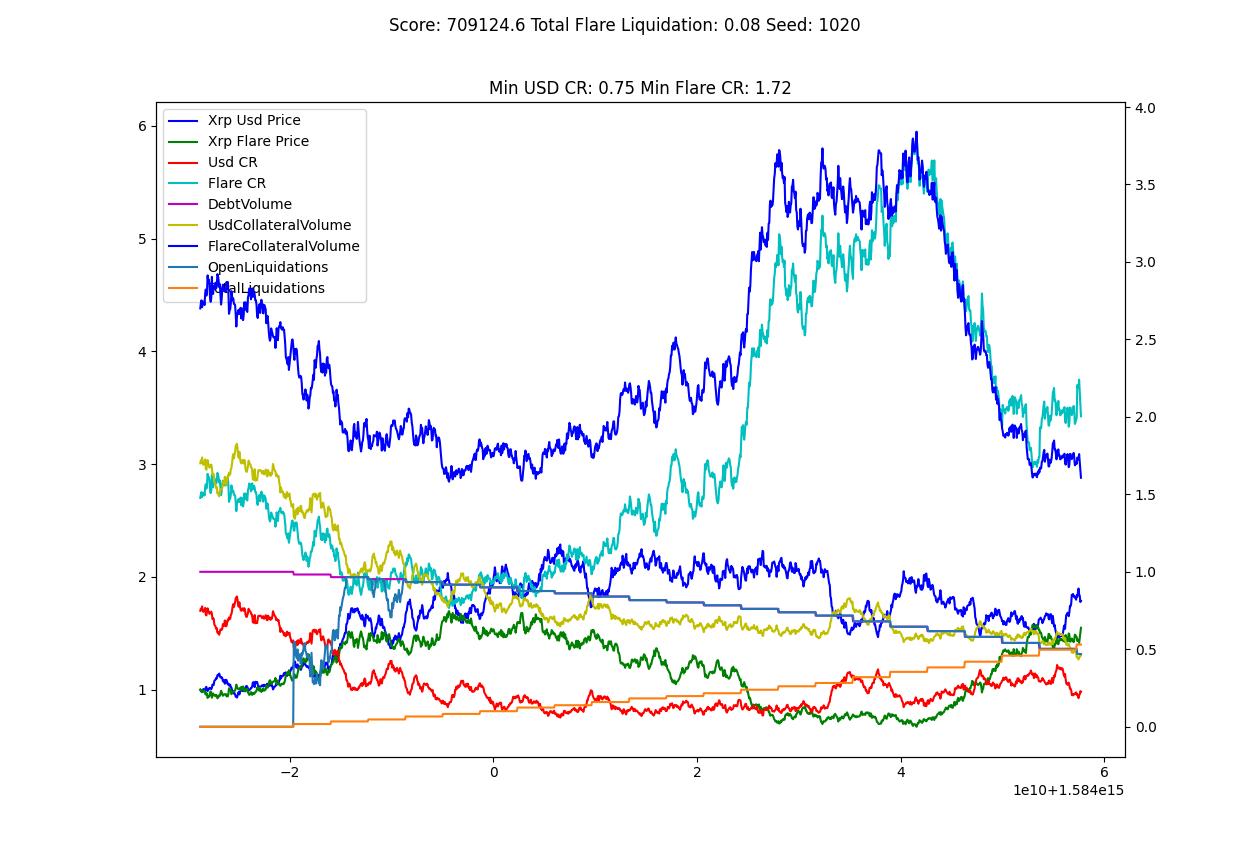 Score: 709124.6 Total Flare Liquidation: 0.08 Seed: 1020
Min USD CR: 0.75 Min Flare CR: 1.72
Xrp Usd Price
Xrp Flare Price
Usd CR
Flare CR
DebtVolume
UsdCollateralVolume
FlareCollateralVolume
OpenLiquidations
TotalLiquidations
6
5
4
3
2
1
4.0
3.5
3.0
2.5
2.0
1.5
1.0
0.5
0.0
−2
0
2
4
6
1e10+1.584e15